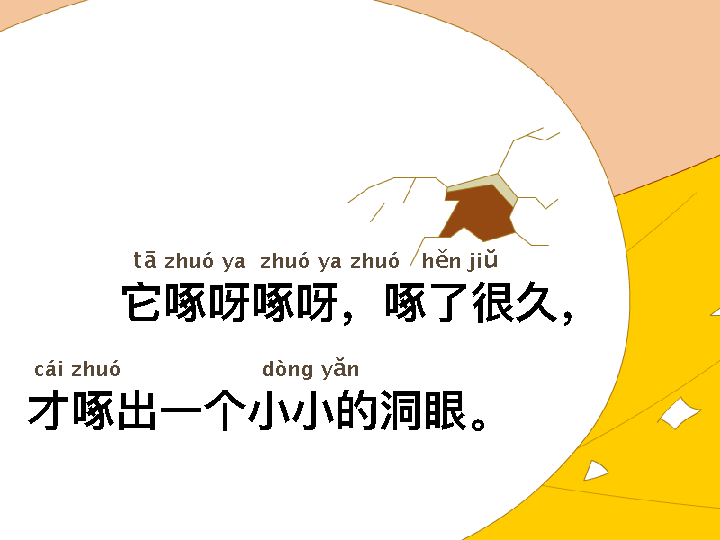 tā zhuó ya zhuó ya zhuó hěn jiǔ
它啄呀啄呀，啄了很久，
cái zhuó dòng yǎn
才啄出一个小小的洞眼。